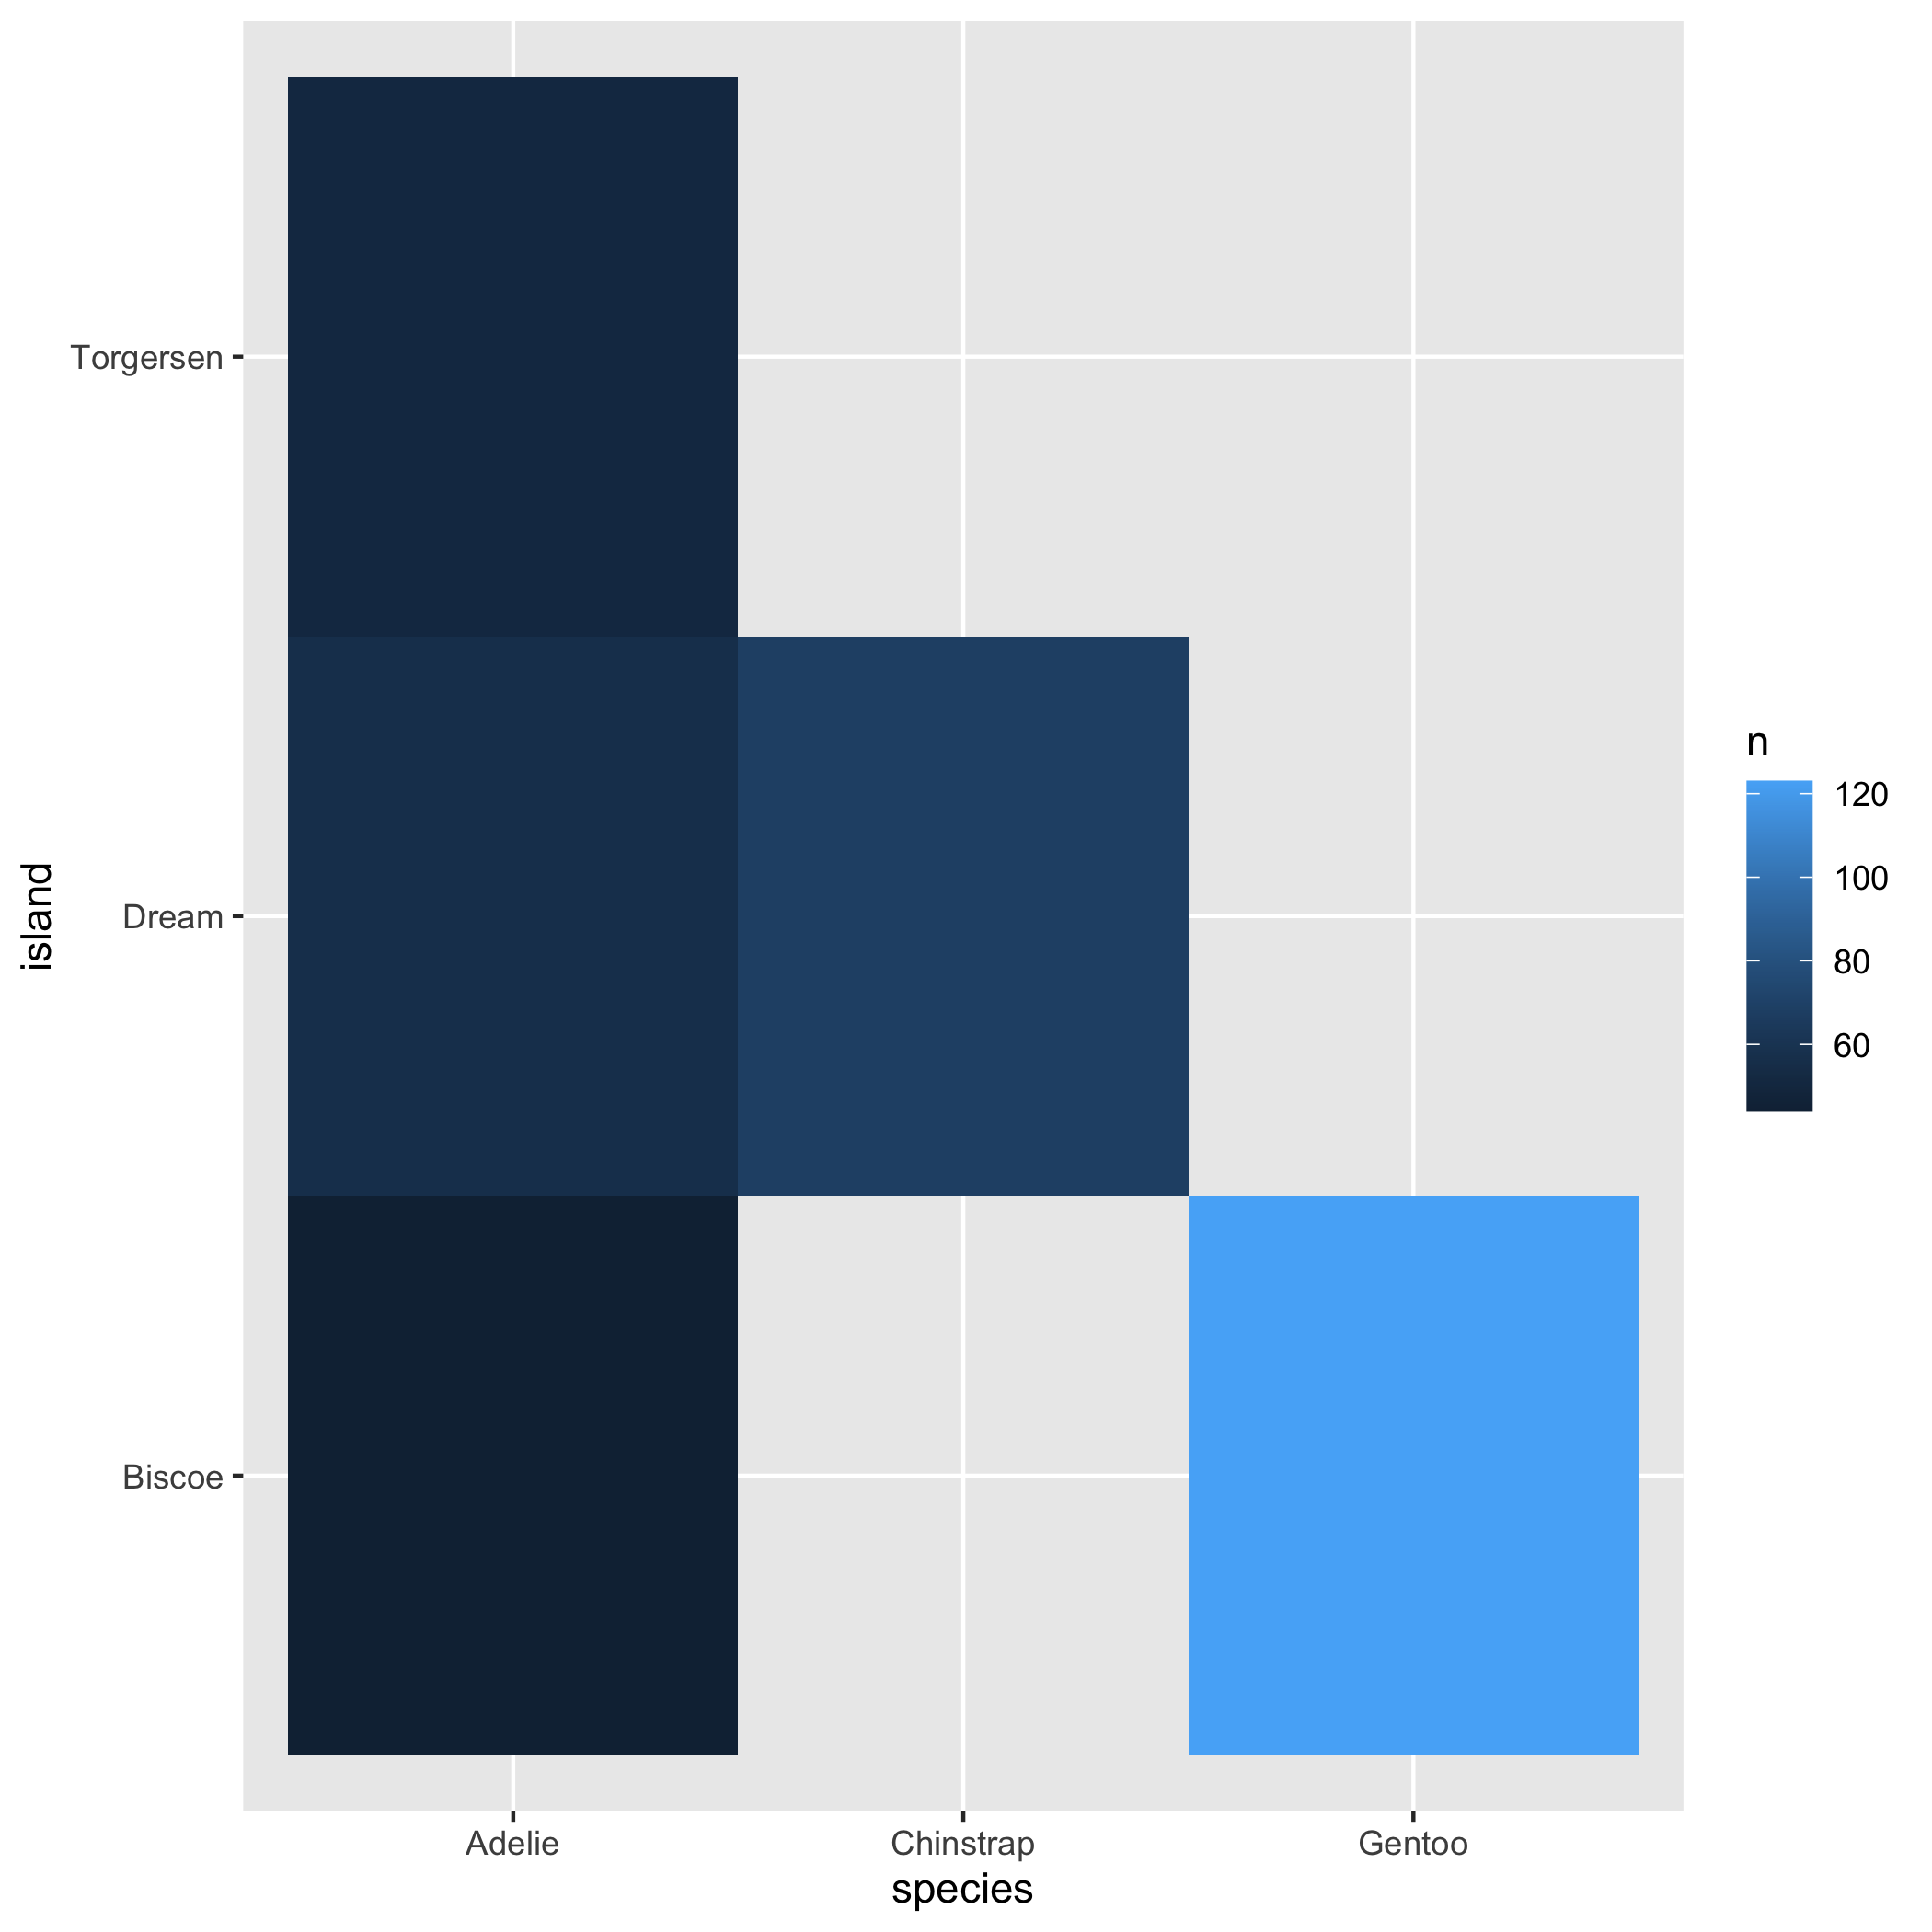 Torgersen
Dream
Biscoe
island
Adelie
Chinstrap
Gentoo
species
n
120
100
80
60